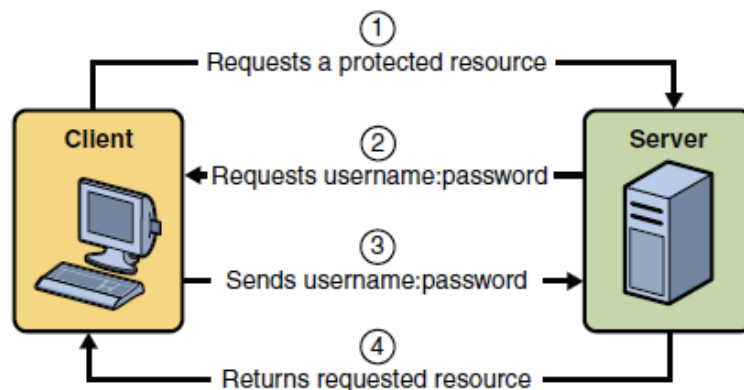 1
Requests a protected resource
Client
Server
2
Requests username:password
3
Sends username:password
4
Returns requested resource